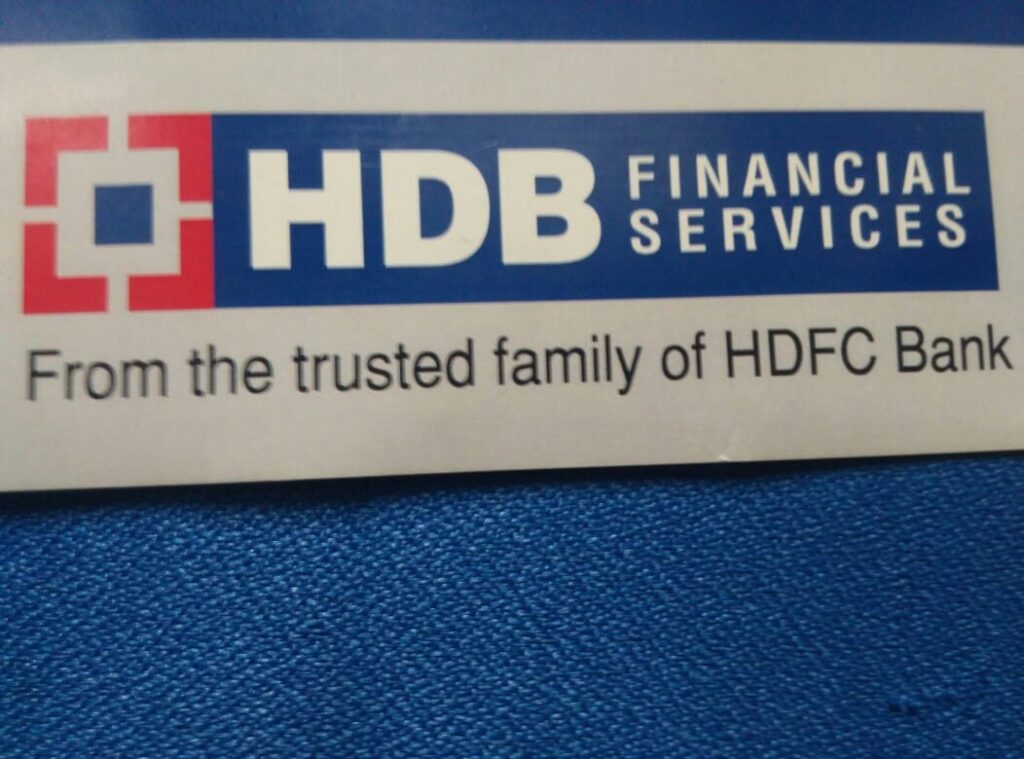 HDB FINANCIAL
SERVICES
From the trusted family of HDFC Bank